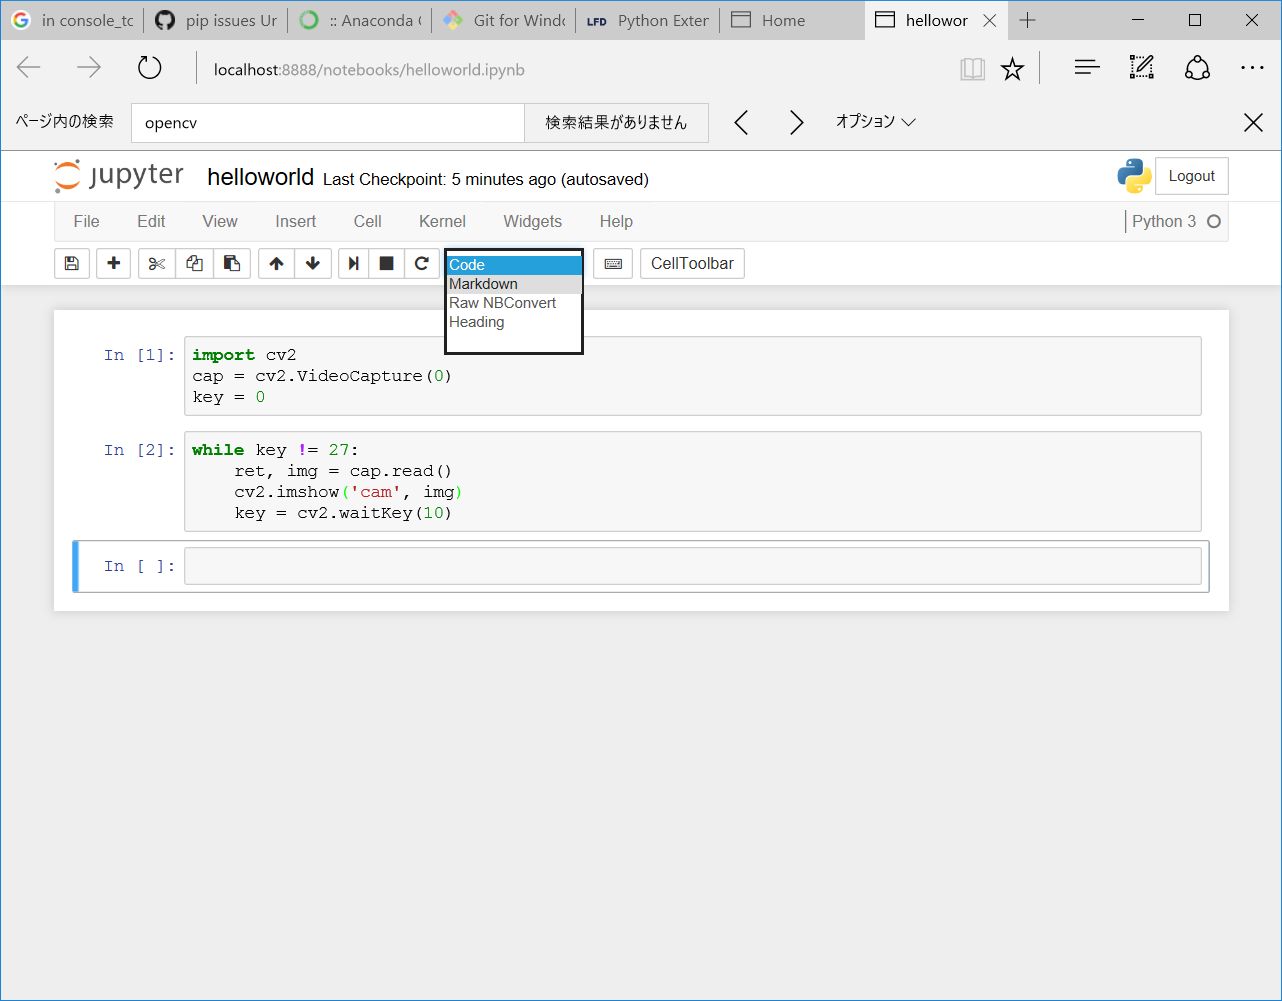 in console_tc pip issues Ur :: Anaconda Git for Wind LFD Python Exter Home hellowor
localhost:8888/notebooks/helloworld.ipynb
ページ内の検索 opencv 検索結果がありません オプション
jupyter helloworld Last Checkpoint: 5 minutes ago (autosaved) Logout
File Edit View Insert Cell Kernel Widgets Help Python 3
CellToolbar
Code
Markdown
Raw NBConvert
Heading
In [1]: import cv2
cap = cv2.VideoCapture(0)
key = 0
In [2]: while key != 27:
ret, img = cap.read()
cv2.imshow('cam', img)
key = cv2.waitKey(10)
In [ ]: